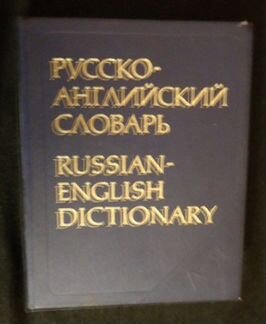 РУССКО-
АНГЛИЙСКИЙ
СЛОВАРЬ
RUSSIAN-
ENGLISH
DICTIONARY